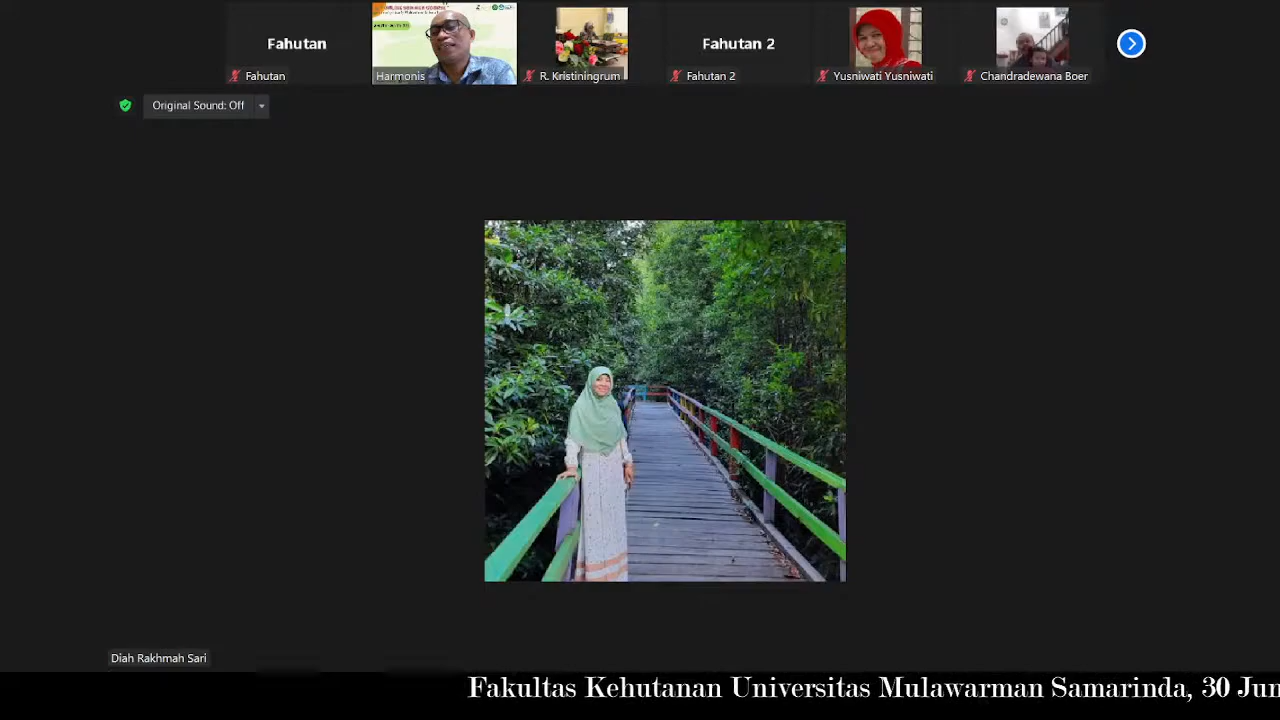 Fahutan
Fahutan 2
Fahutan
Harmonis
R. Kristiningrum
Fahutan 2
Yusniwati Yusniwati
Chandradewana Boer
Original Sound: Off
Diah Rakhmah Sari
Fakultas Kehutanan Universitas Mulawarman Samarinda, 30 Jun